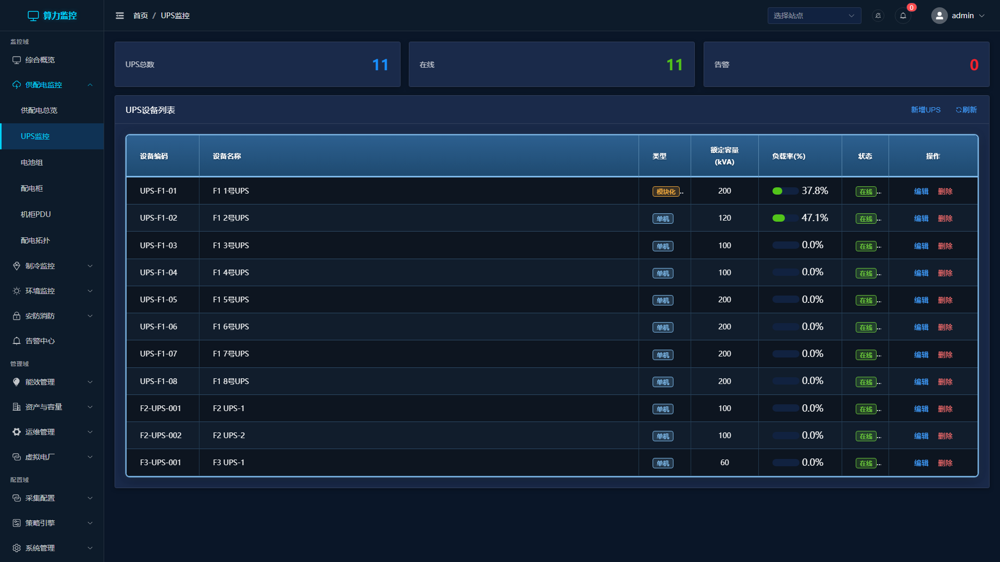 算力监控
首页 / UPS监控
选择站点
0
admin
监控域
综合概览
供配电监控
供配电总览
UPS监控
电池组
配电柜
机柜PDU
配电拓扑
制冷监控
环境监控
安防消防
告警中心
管理域
能效管理
资产与容量
运维管理
虚拟电厂
配置域
采集配置
策略引擎
系统管理
UPS总数 11
在线 11
告警 0
UPS设备列表 新增UPS 刷新
设备编码 设备名称 类型 额定容量(kVA) 负载率(%) 状态 操作
UPS-F1-01 F1 1号UPS 模块化.. 200 37.8% 在线... 编辑 删除
UPS-F1-02 F1 2号UPS 单机 120 47.1% 在线... 编辑 删除
UPS-F1-03 F1 3号UPS 单机 100 0.0% 在线... 编辑 删除
UPS-F1-04 F1 4号UPS 单机 100 0.0% 在线... 编辑 删除
UPS-F1-05 F1 5号UPS 单机 200 0.0% 在线... 编辑 删除
UPS-F1-06 F1 6号UPS 单机 200 0.0% 在线... 编辑 删除
UPS-F1-07 F1 7号UPS 单机 200 0.0% 在线... 编辑 删除
UPS-F1-08 F1 8号UPS 单机 200 0.0% 在线... 编辑 删除
F2-UPS-001 F2 UPS-1 单机 100 0.0% 在线... 编辑 删除
F2-UPS-002 F2 UPS-2 单机 100 0.0% 在线... 编辑 删除
F3-UPS-001 F3 UPS-1 单机 60 0.0% 在线... 编辑 删除